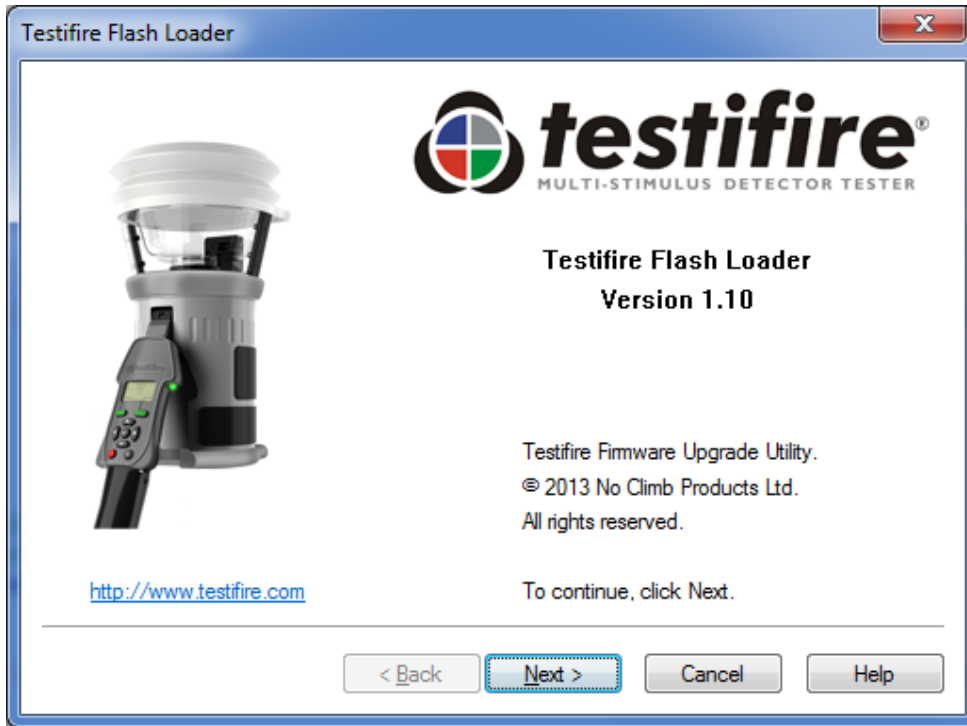 Testifire Flash Loader
testifire®
MULTI-STIMULUS DETECTOR TESTER
Testifire Flash Loader
Version 1.10
Testifire Firmware Upgrade Utility.
© 2013 No Climb Products Ltd.
All rights reserved.
http://www.testifire.com
To continue, click Next.
< Back
Next >
Cancel
Help